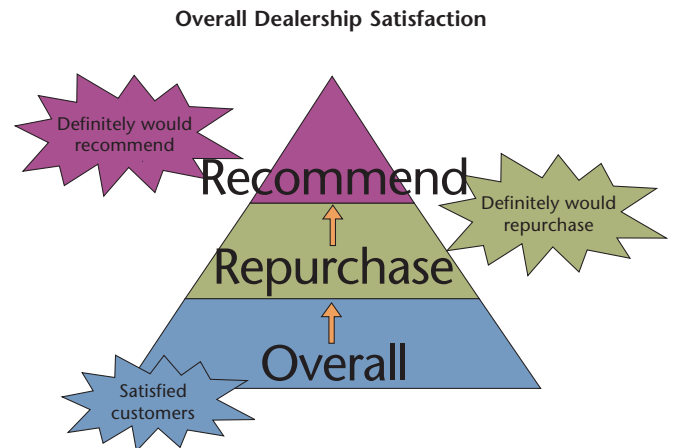 Overall Dealership Satisfaction
Definitely would
recommend
Recommend
Definitely would
repurchase
Repurchase
Overall
Satisfied
customers